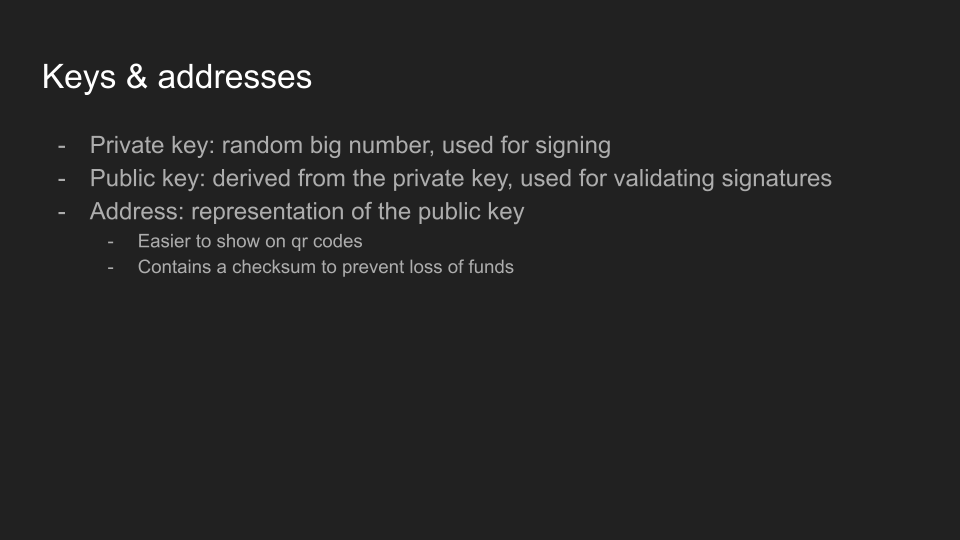 Keys & addresses
- Private key: random big number, used for signing
- Public key: derived from the private key, used for validating signatures
- Address: representation of the public key
- Easier to show on qr codes
- Contains a checksum to prevent loss of funds